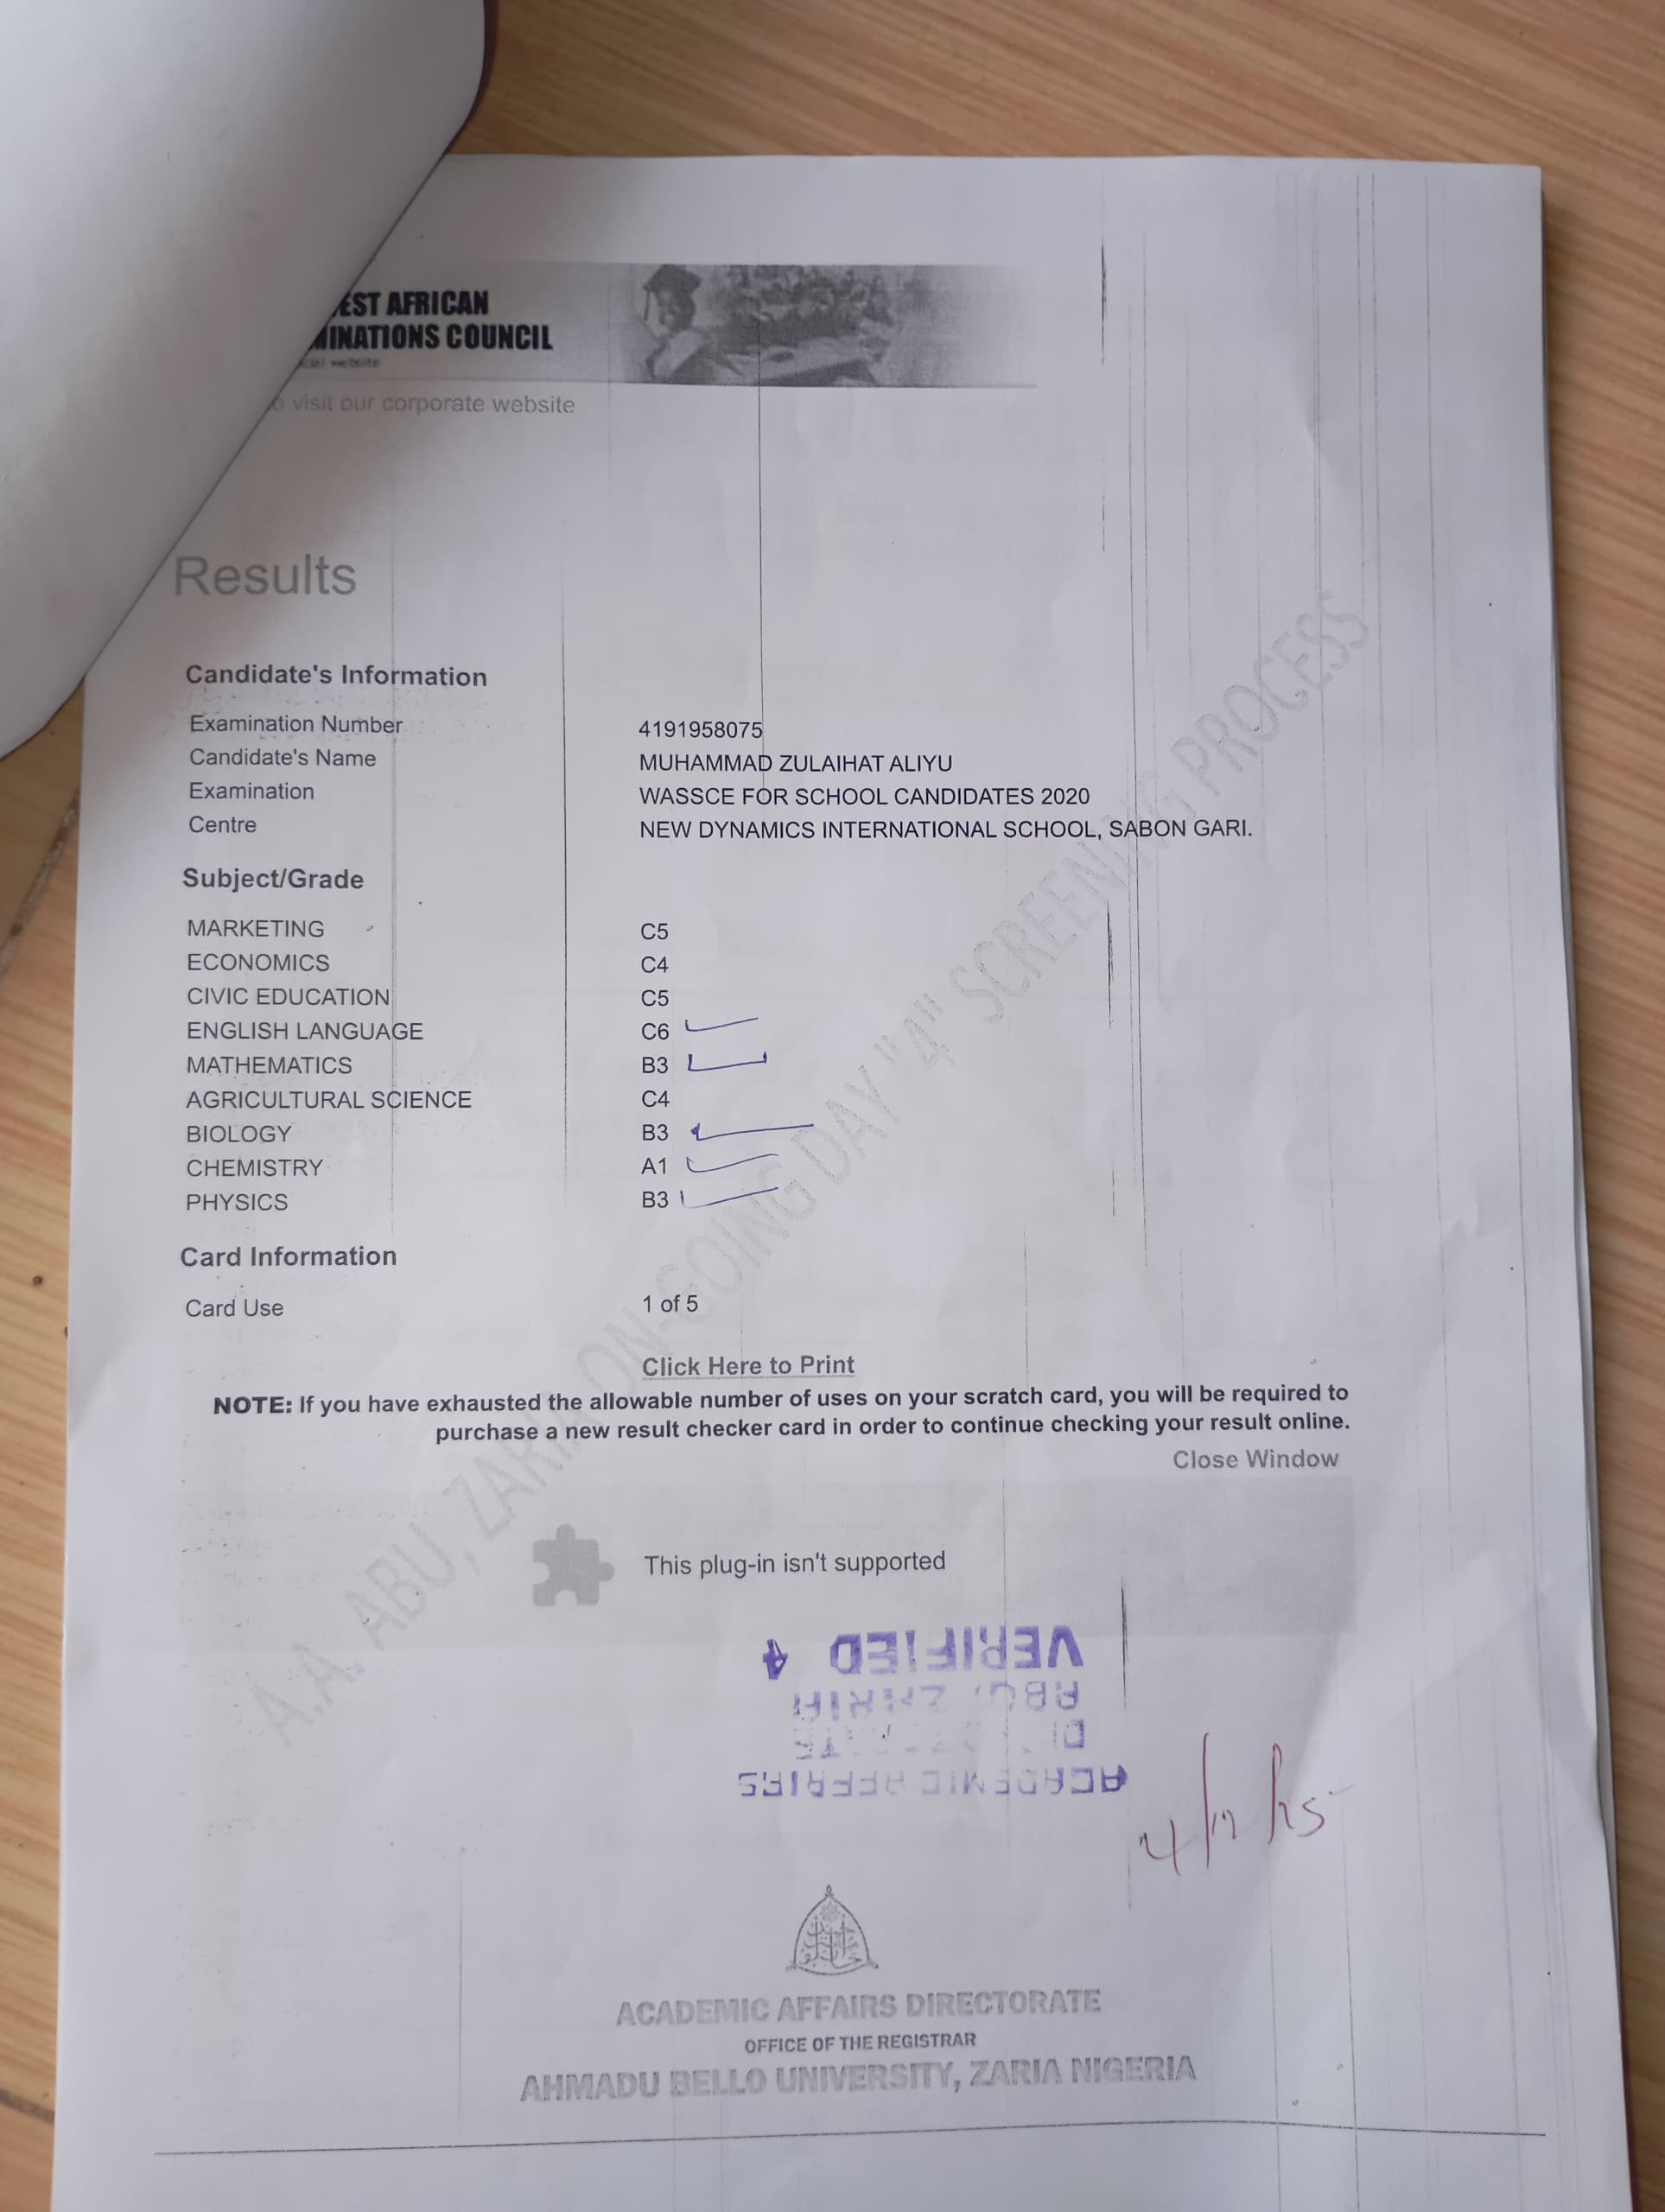 EST AFRICAN
INATIONS COUNCIL
website
visit our corporate website
Results
Candidate's Information
Examination Number 4191958075
Candidate's Name MUHAMMAD ZULAIHAT ALIYU
Examination WASSCE FOR SCHOOL CANDIDATES 2020
Centre NEW DYNAMICS INTERNATIONAL SCHOOL, SABON GARI.
Subject/Grade
MARKETING C5
ECONOMICS C4
CIVIC EDUCATION C5
ENGLISH LANGUAGE C6
MATHEMATICS B3
AGRICULTURAL SCIENCE C4
BIOLOGY B3
CHEMISTRY A1
PHYSICS B3
Card Information
Card Use 1 of 5
Click Here to Print
NOTE: If you have exhausted the allowable number of uses on your scratch card, you will be required to
purchase a new result checker card in order to continue checking your result online.
Close Window
This plug-in isn't supported
A.A. ABU, ZARIA ON-GOING DAY "4" SCREENING PROCESS
ACADEMIC AFFAIRS
ABU, ZARIA
VERIFIED 4
ACADEMIC AFFAIRS DIRECTORATE
OFFICE OF THE REGISTRAR
AHMADU BELLO UNIVERSITY, ZARIA NIGERIA